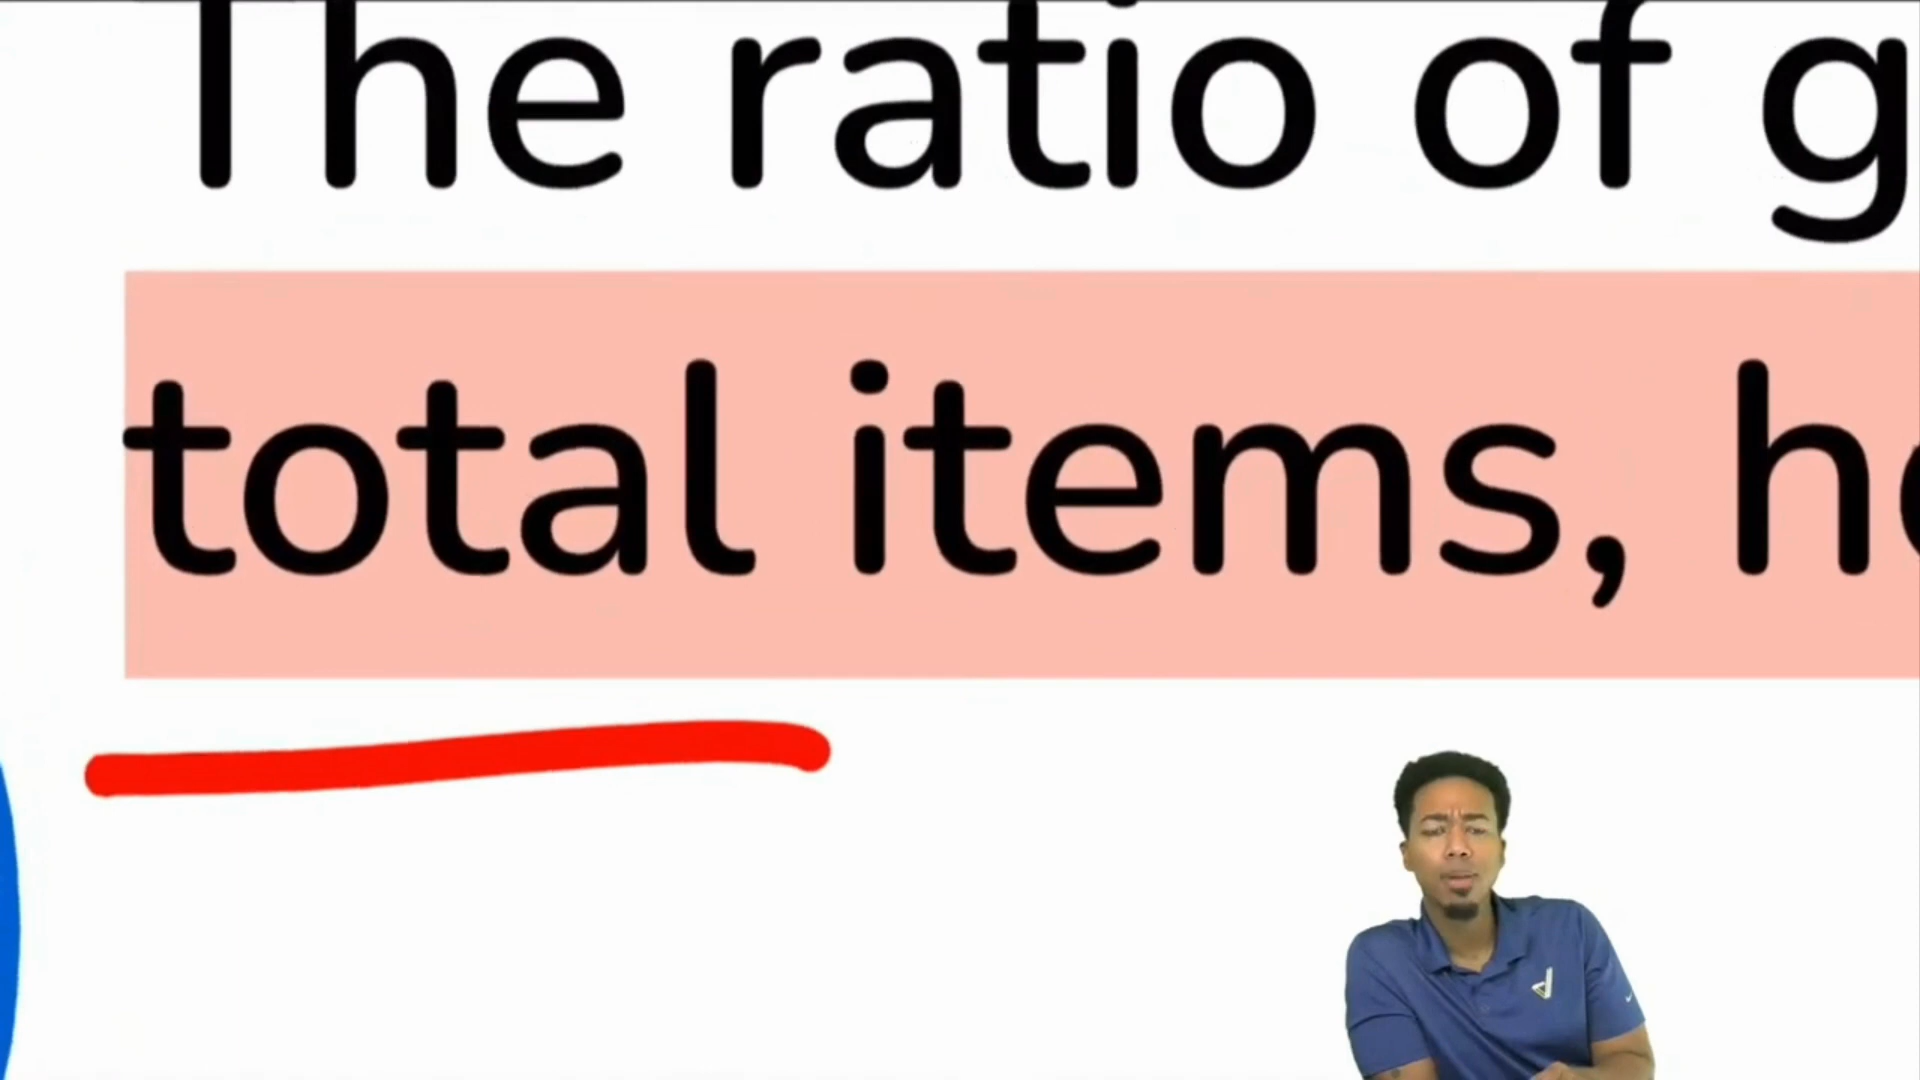 The ratio of g
total items, h